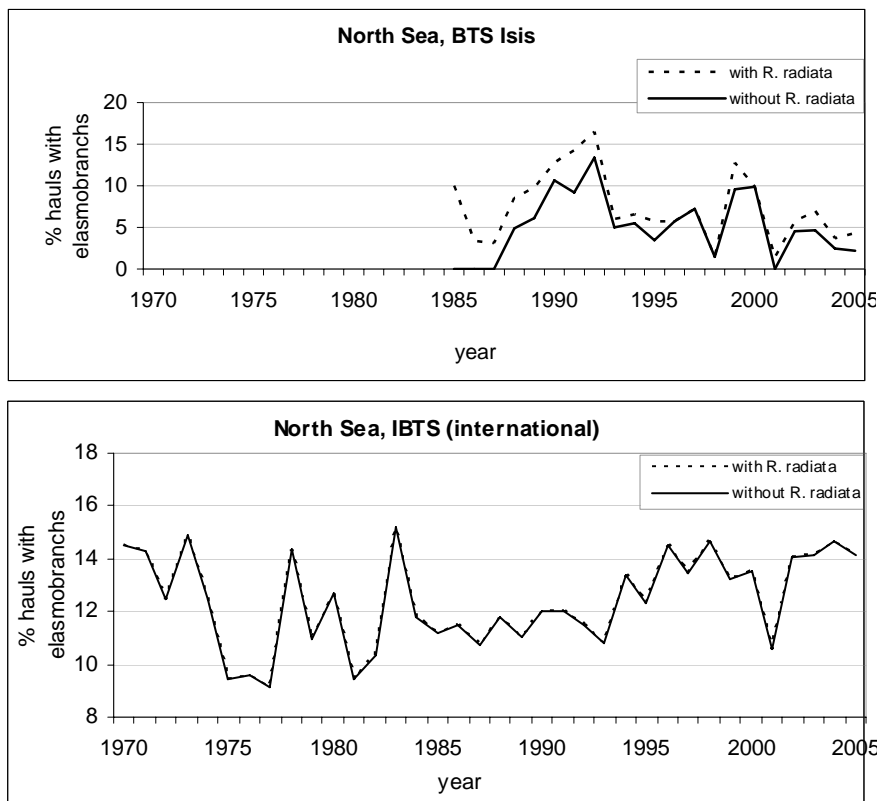 North Sea, BTS Isis
with R. radiata
without R. radiata
% hauls with
elasmobranchs
20
15
10
5
0
1970 1975 1980 1985 1990 1995 2000 2005
year
North Sea, IBTS (international)
with R. radiata
without R. radiata
% hauls with
elasmobranchs
18
16
14
12
10
8
1970 1975 1980 1985 1990 1995 2000 2005
year